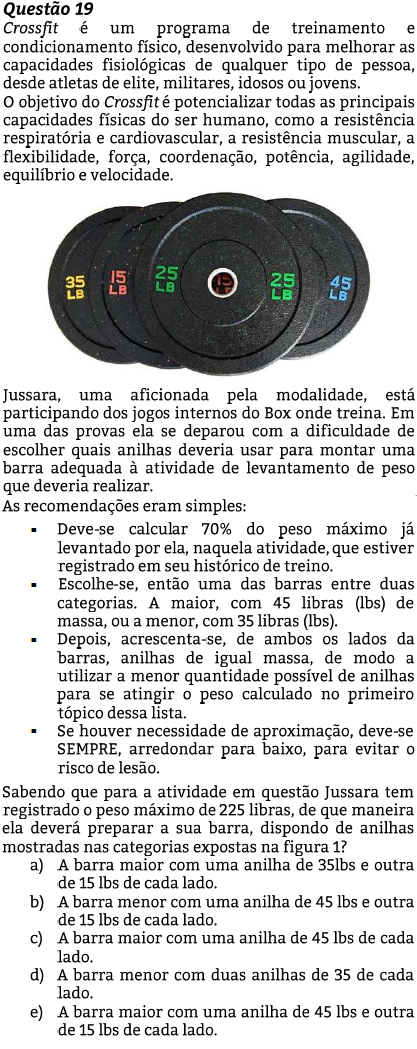 Questão 19
Crossfit é um programa de treinamento e
condicionamento físico, desenvolvido para melhorar as
capacidades fisiológicas de qualquer tipo de pessoa,
desde atletas de elite, militares, idosos ou jovens.
O objetivo do Crossfit é potencializar todas as principais
capacidades físicas do ser humano, como a resistência
respiratória e cardiovascular, a resistência muscular, a
flexibilidade, força, coordenação, potência, agilidade,
equilíbrio e velocidade.
35 LB
15 LB
25 LB
15
25 LB
45 LB
Jussara, uma aficionada pela modalidade, está
participando dos jogos internos do Box onde treina. Em
uma das provas ela se deparou com a dificuldade de
escolher quais anilhas deveria usar para montar uma
barra adequada à atividade de levantamento de peso
que deveria realizar.
As recomendações eram simples:
▪ Deve-se calcular 70% do peso máximo já
levantado por ela, naquela atividade, que estiver
registrado em seu histórico de treino.
▪ Escolhe-se, então uma das barras entre duas
categorias. A maior, com 45 libras (lbs) de
massa, ou a menor, com 35 libras (lbs).
▪ Depois, acrescenta-se, de ambos os lados da
barras, anilhas de igual massa, de modo a
utilizar a menor quantidade possível de anilhas
para se atingir o peso calculado no primeiro
tópico dessa lista.
▪ Se houver necessidade de aproximação, deve-se
SEMPRE, arredondar para baixo, para evitar o
risco de lesão.
Sabendo que para a atividade em questão Jussara tem
registrado o peso máximo de 225 libras, de que maneira
ela deverá preparar a sua barra, dispondo de anilhas
mostradas nas categorias expostas na figura 1?
a) A barra maior com uma anilha de 35lbs e outra
de 15 lbs de cada lado.
b) A barra menor com uma anilha de 45 lbs e outra
de 15 lbs de cada lado.
c) A barra maior com uma anilha de 45 lbs de cada
lado.
d) A barra menor com duas anilhas de 35 de cada
lado.
e) A barra maior com uma anilha de 45 lbs e outra
de 15 lbs de cada lado.